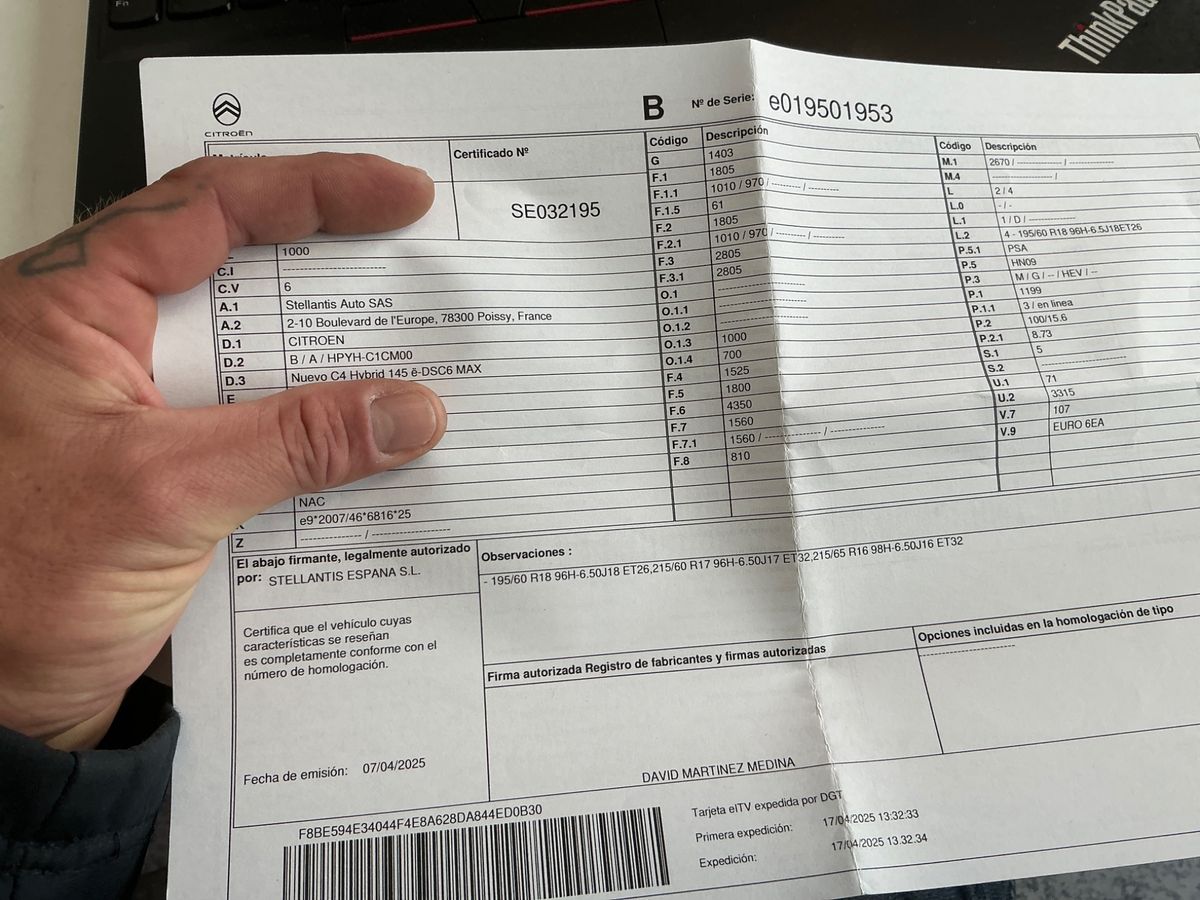 Fn
ThinkPad
CITROËN
B Nº de Serie: e019501953
Certificado Nº
SE032195
1000
C.I ----------------------
C.V 6
A.1 Stellantis Auto SAS
A.2 2-10 Boulevard de l'Europe, 78300 Poissy, France
D.1 CITROEN
D.2 B / A / HPYH-C1CM00
D.3 Nuevo C4 Hybrid 145 ë-DSC6 MAX
E
NAC
e9*2007/46*6816*25
Z -------------- / -----------------
Código Descripción
G 1403
F.1 1805
F.1.1 1010 / 970 / --------- / ---------
F.1.5 61
F.2 1805
F.2.1 1010 / 970 / --------- / ---------
F.3 2805
F.3.1 2805
O.1 --------------------
O.1.1 --------------------
O.1.2 --------------------
O.1.3 1000
O.1.4 700
F.4 1525
F.5 1800
F.6 4350
F.7 1560
F.7.1 1560 / -------------- / --------------
F.8 810
Código Descripción
M.1 2670 / -------------- / --------------
M.4 -------------------- /
L 2 / 4
L.0 - / -
L.1 1 / D / --------------
L.2 4 - 195/60 R18 96H-6.5J18ET26
P.5.1 PSA
P.5 HN09
P.3 M / G / -- / HEV / --
P.1 1199
P.1.1 3 / en linea
P.2 100/15.6
P.2.1 8.73
S.1 5
S.2 --------------------
U.1 71
U.2 3315
V.7 107
V.9 EURO 6EA
El abajo firmante, legalmente autorizado
por: STELLANTIS ESPANA S.L.
Certifica que el vehículo cuyas
características se reseñan
es completamente conforme con el
número de homologación.
Fecha de emisión: 07/04/2025
Observaciones :
- 195/60 R18 96H-6.50J18 ET26,215/60 R17 96H-6.50J17 ET32,215/65 R16 98H-6.50J16 ET32
Firma autorizada Registro de fabricantes y firmas autorizadas
DAVID MARTINEZ MEDINA
Opciones incluidas en la homologación de tipo
--------------------
F8BE594E34044F4E8A628DA844ED0B30
Tarjeta eITV expedida por DGT
Primera expedición: 17/04/2025 13:32:33
Expedición: 17/04/2025 13.32.34